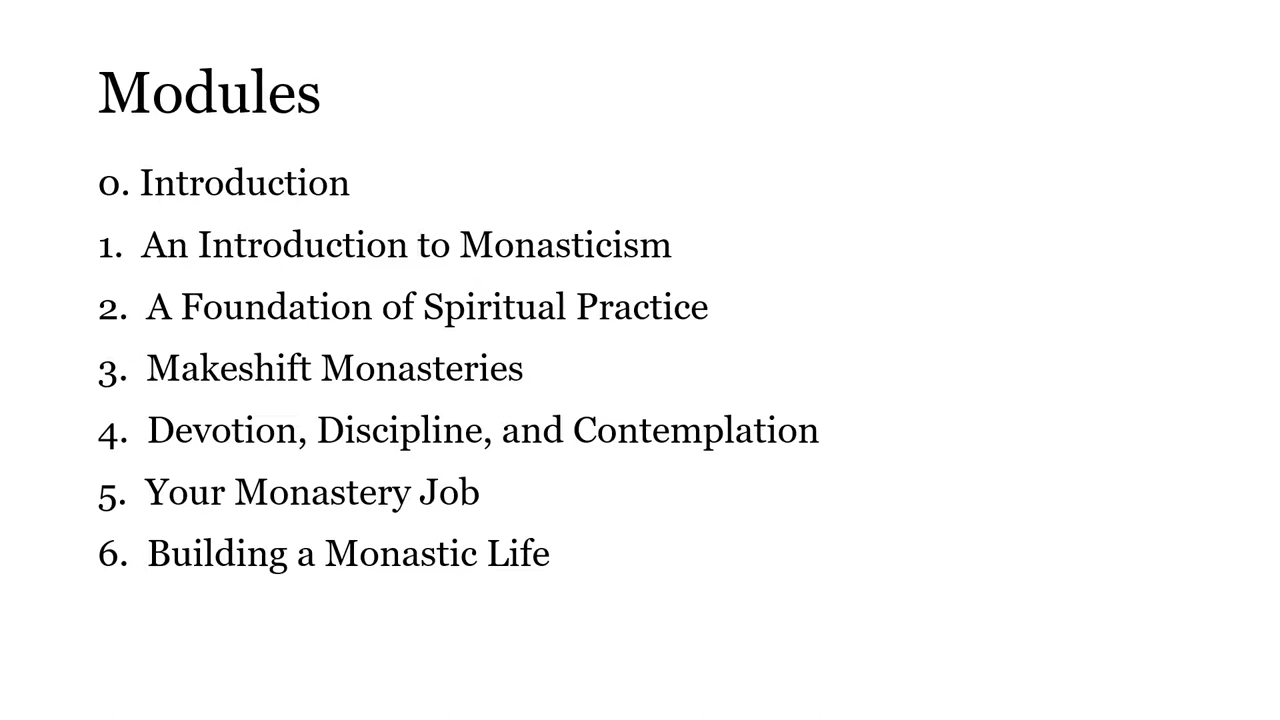 Modules
0. Introduction
1. An Introduction to Monasticism
2. A Foundation of Spiritual Practice
3. Makeshift Monasteries
4. Devotion, Discipline, and Contemplation
5. Your Monastery Job
6. Building a Monastic Life